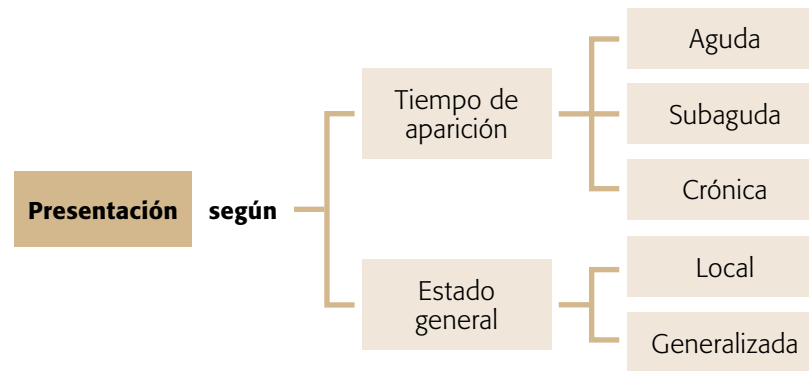 Presentación según
Tiempo de
aparición
Aguda
Subaguda
Crónica
Estado
general
Local
Generalizada